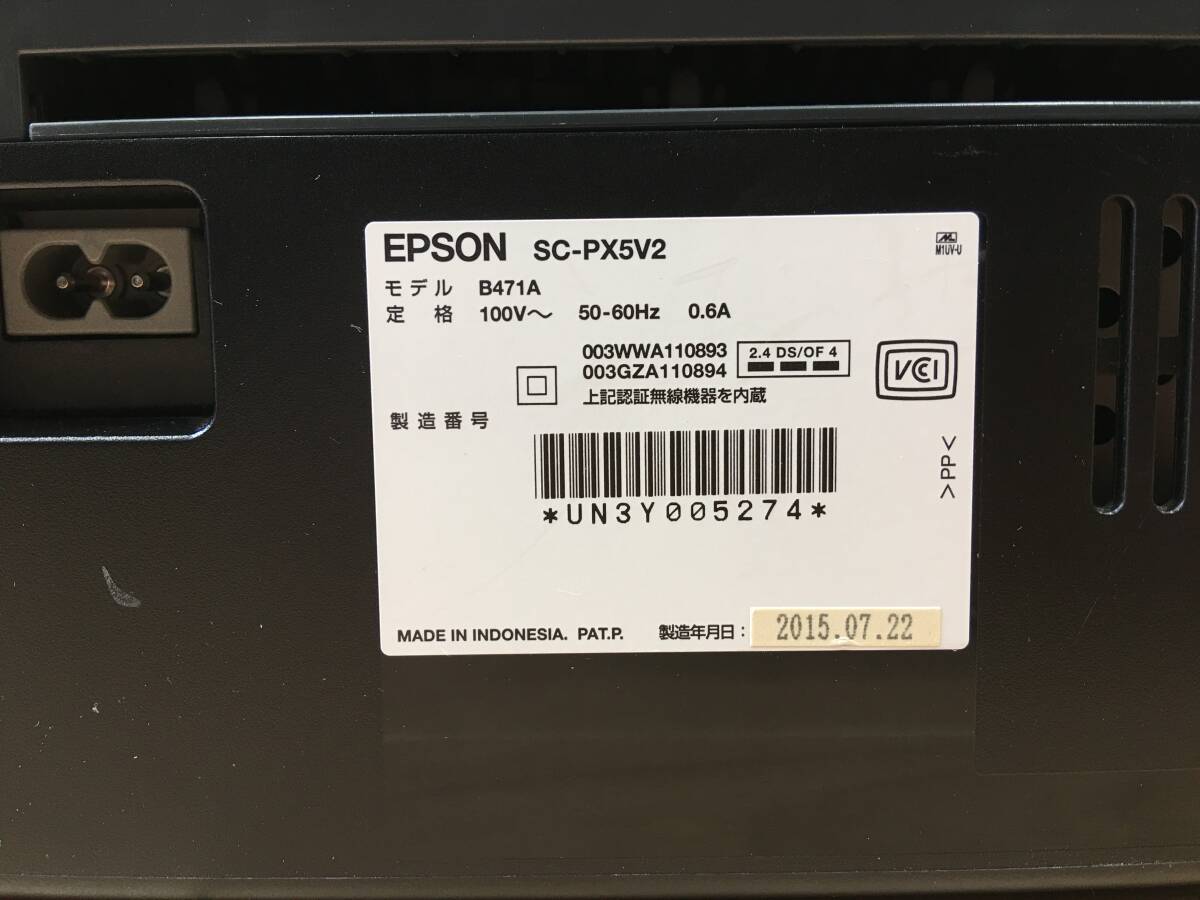 EPSON SC-PX5V2
M1UV-U
モデル B471A
定格 100V～ 50-60Hz 0.6A
003WWA110893
003GZA110894
2.4 DS/OF 4
上記認証無線機器を内蔵
VCCI
製造番号
>PP<
*UN3Y005274*
MADE IN INDONESIA. PAT.P. 製造年月日: 2015.07.22